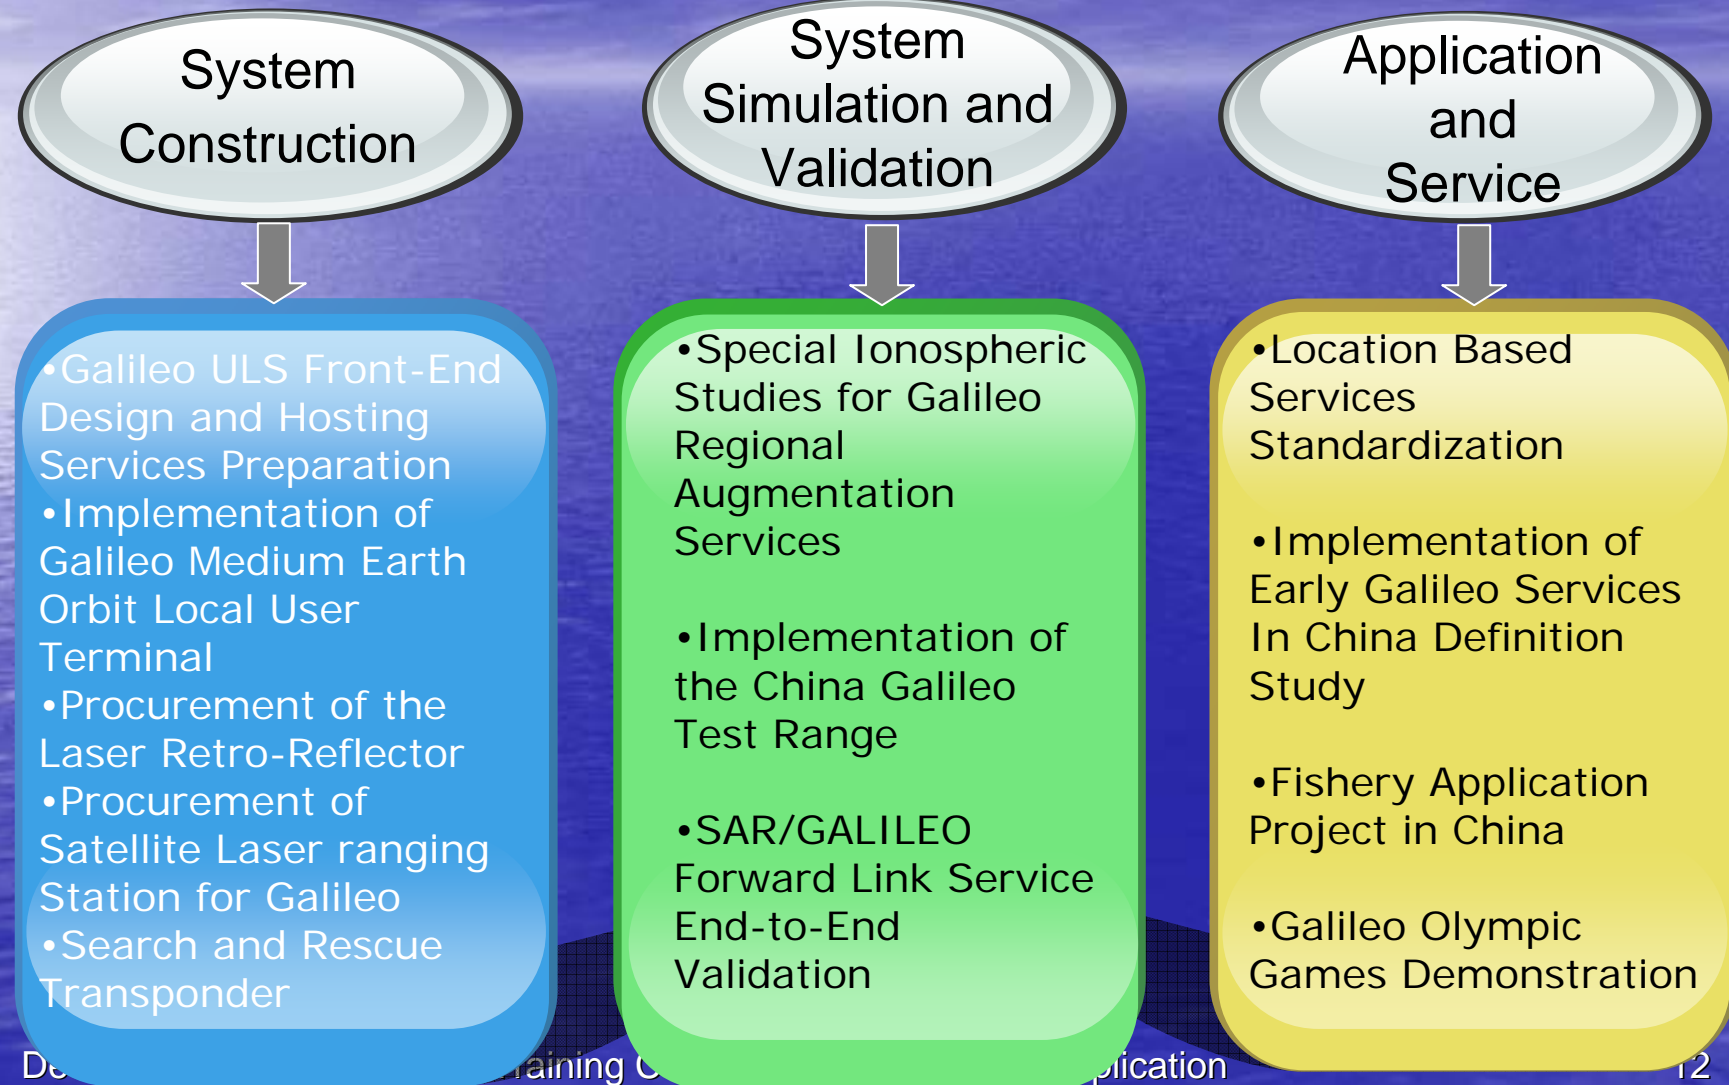 System
Construction
•Galileo ULS Front-End
Design and Hosting
Services Preparation
•Implementation of
Galileo Medium Earth
Orbit Local User
Terminal
•Procurement of the
Laser Retro-Reflector
•Procurement of
Satellite Laser ranging
Station for Galileo
•Search and Rescue
Transponder
System
Simulation and
Validation
•Special Ionospheric
Studies for Galileo
Regional
Augmentation
Services
•Implementation of
the China Galileo
Test Range
•SAR/GALILEO
Forward Link Service
End-to-End
Validation
Application
and
Service
•Location Based
Services
Standardization
•Implementation of
Early Galileo Services
In China Definition
Study
•Fishery Application
Project in China
•Galileo Olympic
Games Demonstration
12